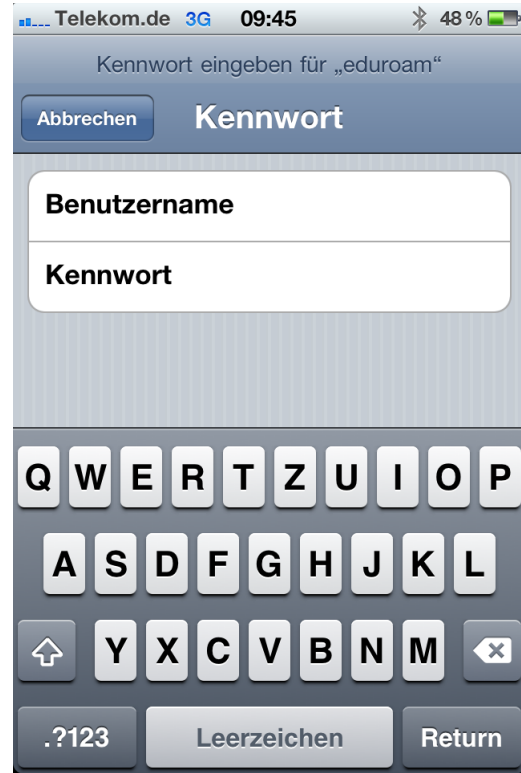 Telekom.de 3G 09:45 48 %
Kennwort eingeben für „eduroam“
Abbrechen Kennwort
Benutzername
Kennwort
Q W E R T Z U I O P
A S D F G H J K L
Y X C V B N M
.?123 Leerzeichen Return